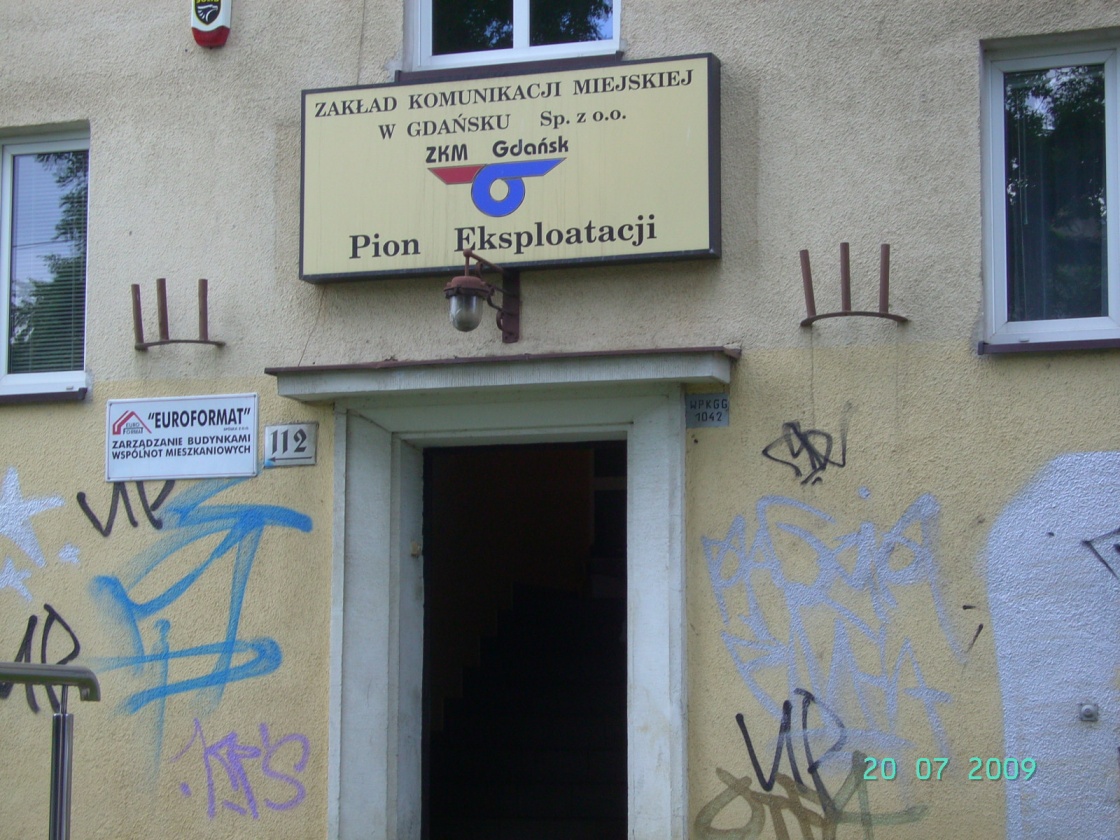 ZAKŁAD KOMUNIKACJI MIEJSKIEJ
W GDAŃSKU Sp. z o.o.
ZKM Gdańsk
Pion Eksploatacji
"EUROFORMAT"
ZARZĄDZANIE BUDYNKAMI
WSPÓLNOT MIESZKANIOWYCH
112
WPKGG
1042
20 07 2009